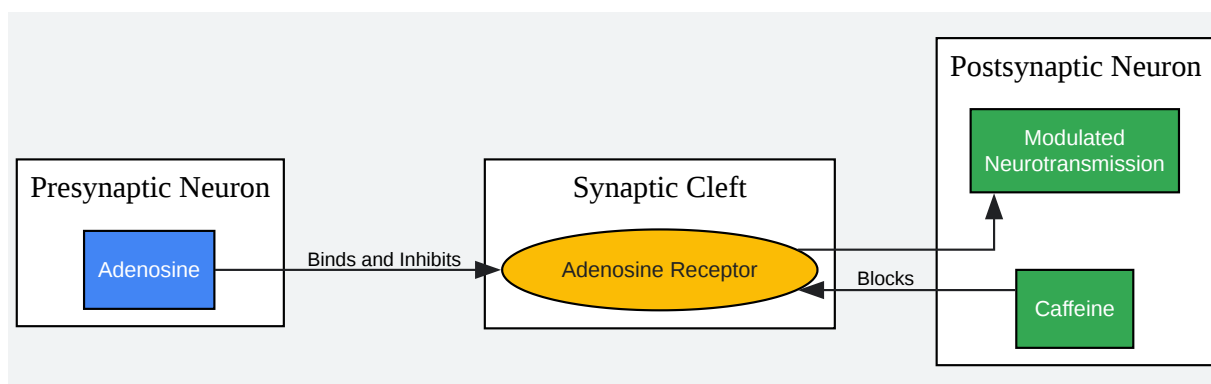 Presynaptic Neuron
Adenosine
Binds and Inhibits
Synaptic Cleft
Adenosine Receptor
Blocks
Postsynaptic Neuron
Modulated
Neurotransmission
Caffeine